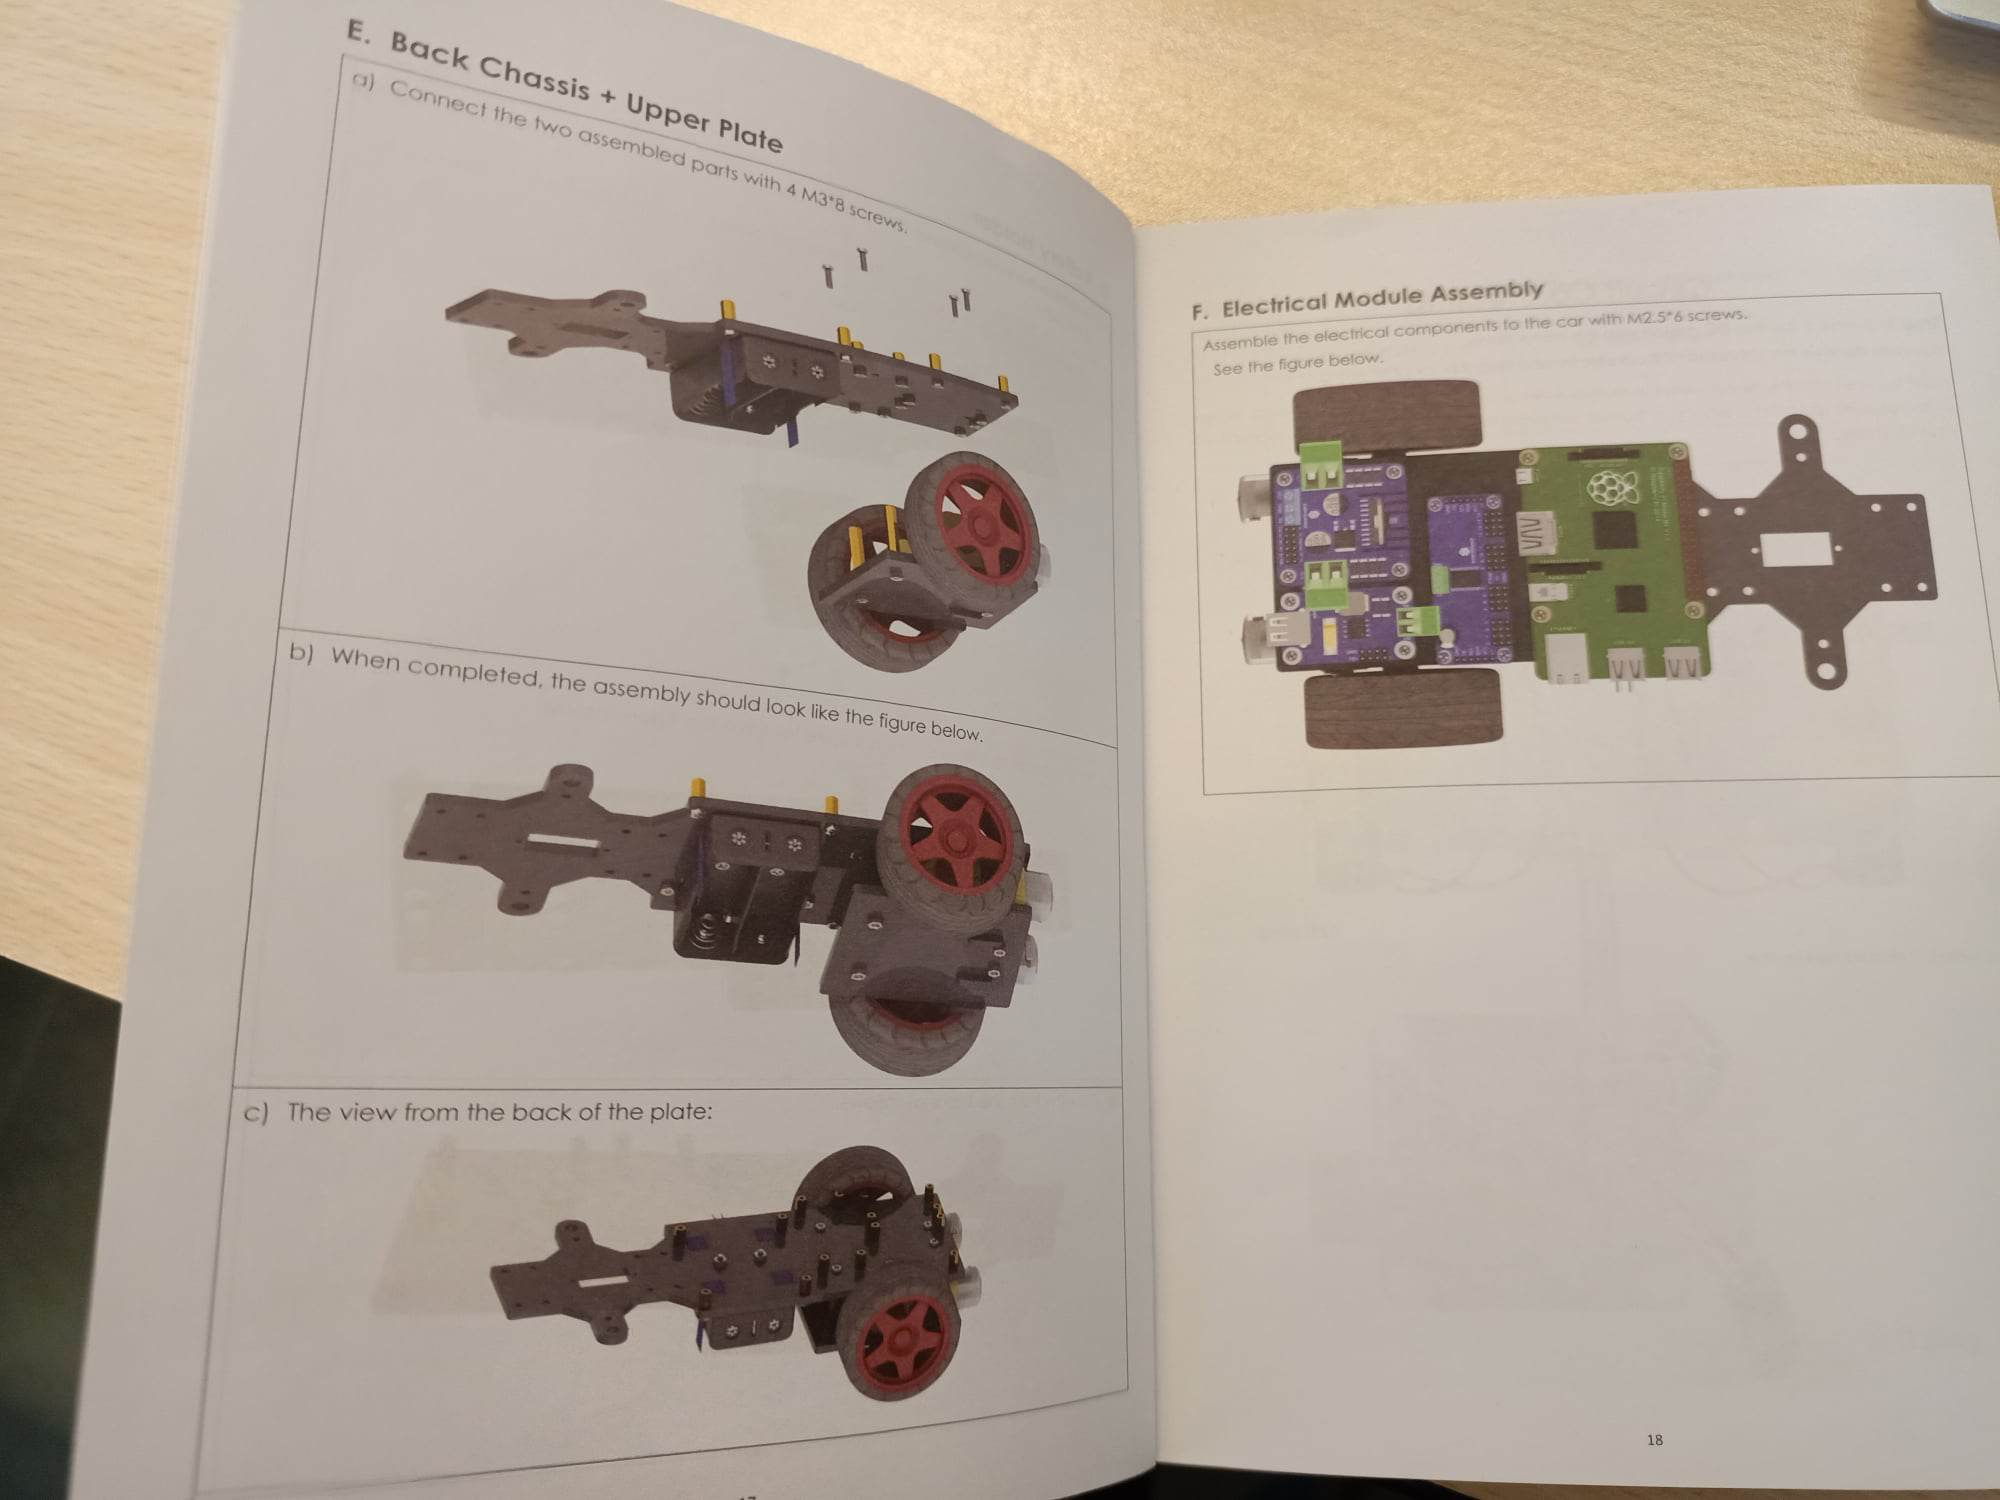 E. Back Chassis + Upper Plate
a) Connect the two assembled parts with 4 M3*8 screws.
b) When completed, the assembly should look like the figure below.
c) The view from the back of the plate:
F. Electrical Module Assembly
Assemble the electrical components to the car with M2.5*6 screws.
See the figure below.
18